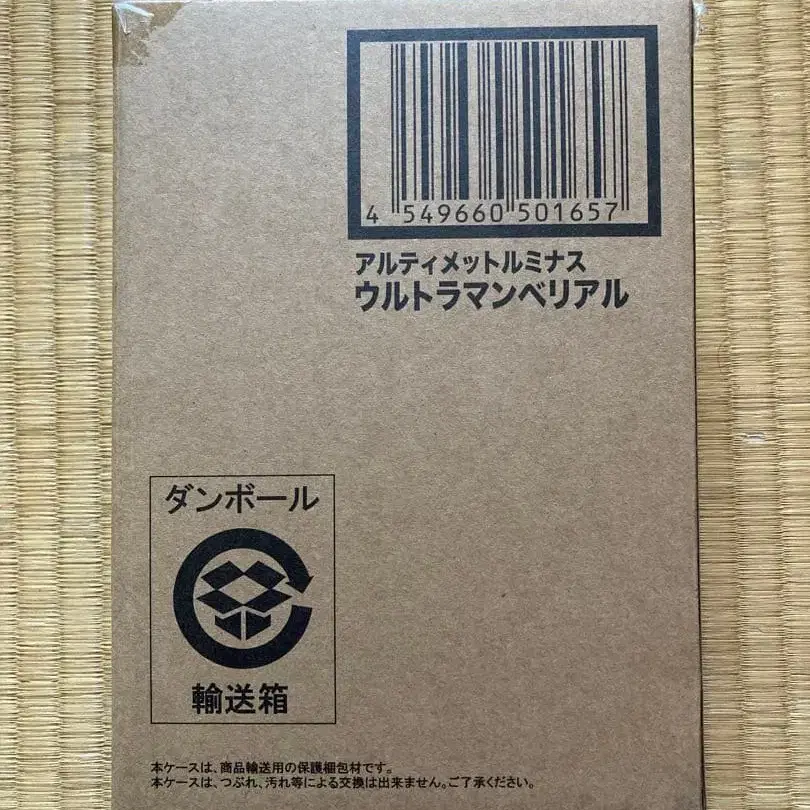 4 549660 501657
アルティメットルミナス
ウルトラマンベリアル
ダンボール
輸送箱
本ケースは、商品輸送用の保護梱包材です。
本ケースは、つぶれ、汚れ等による交換は出来ません。ご了承ください。